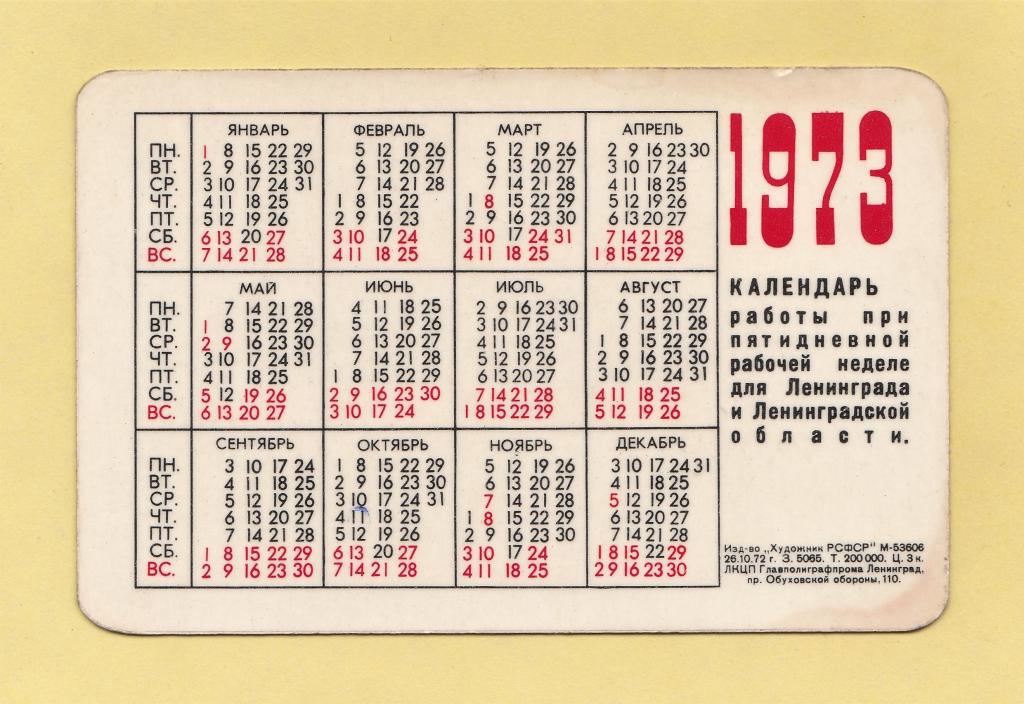 ЯНВАРЬ ФЕВРАЛЬ МАРТ АПРЕЛЬ
ПН. 1 8 15 22 29 5 12 19 26 5 12 19 26 2 9 16 23 30
ВТ. 2 9 16 23 30 6 13 20 27 6 13 20 27 3 10 17 24
СР. 3 10 17 24 31 7 14 21 28 7 14 21 28 4 11 18 25
ЧТ. 4 11 18 25 1 8 15 22 1 8 15 22 29 5 12 19 26
ПТ. 5 12 19 26 2 9 16 23 2 9 16 23 30 6 13 20 27
СБ. 6 13 20 27 3 10 17 24 3 10 17 24 31 7 14 21 28
ВС. 7 14 21 28 4 11 18 25 4 11 18 25 1 8 15 22 29
МАЙ ИЮНЬ ИЮЛЬ АВГУСТ
ПН. 7 14 21 28 4 11 18 25 2 9 16 23 30 6 13 20 27
ВТ. 1 8 15 22 29 5 12 19 26 3 10 17 24 31 7 14 21 28
СР. 2 9 16 23 30 6 13 20 27 4 11 18 25 1 8 15 22 29
ЧТ. 3 10 17 24 31 7 14 21 28 5 12 19 26 2 9 16 23 30
ПТ. 4 11 18 25 1 8 15 22 29 6 13 20 27 3 10 17 24 31
СБ. 5 12 19 26 2 9 16 23 30 7 14 21 28 4 11 18 25
ВС. 6 13 20 27 3 10 17 24 1 8 15 22 29 5 12 19 26
СЕНТЯБРЬ ОКТЯБРЬ НОЯБРЬ ДЕКАБРЬ
ПН. 3 10 17 24 1 8 15 22 29 5 12 19 26 3 10 17 24 31
ВТ. 4 11 18 25 2 9 16 23 30 6 13 20 27 4 11 18 25
СР. 5 12 19 26 3 10 17 24 31 7 14 21 28 5 12 19 26
ЧТ. 6 13 20 27 4 11 18 25 1 8 15 22 29 6 13 20 27
ПТ. 7 14 21 28 5 12 19 26 2 9 16 23 30 7 14 21 28
СБ. 1 8 15 22 29 6 13 20 27 3 10 17 24 1 8 15 22 29
ВС. 2 9 16 23 30 7 14 21 28 4 11 18 25 2 9 16 23 30
1973
КАЛЕНДАРЬ
работы при
пятидневной
рабочей неделе
для Ленинграда
и Ленинградской
области.
Изд-во „Художник РСФСР" М-53606
26.10.72 г. З. 5065. Т. 200 000. Ц. 3 к.
ЛКЦП Главполиграфпрома Ленинград,
пр. Обуховской обороны, 110.